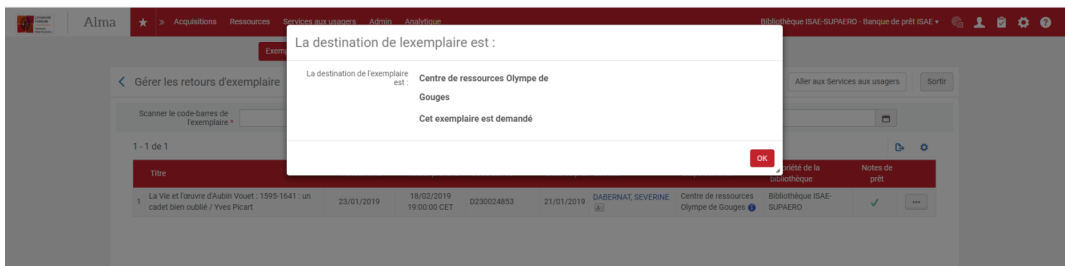 Alma
★ » Acquisitions Ressources Services aux usagers Admin Analytique
Bibliothèque ISAE-SUPAERO - Banque de prêt ISAE
La destination de lexemplaire est :
Gérer les retours d'exemplaire
Aller aux Services aux usagers
Sortir
La destination de l'exemplaire
est :
Centre de ressources Olympe de
Gouges
Cet exemplaire est demandé
Scanner le code-barres de
l'exemplaire *
OK
1 - 1 de 1
Titre
bibliothèque
Notes de
prêt
1 La Vie et l'œuvre d'Aubin Vouet : 1595-1641 : un
cadet bien oublié / Yves Picart
23/01/2019
18/02/2019
19:00:00 CET
D230024853
21/01/2019
DABERNAT, SEVERINE
Centre de ressources
Olympe de Gouges
Bibliothèque ISAE-
SUPAERO